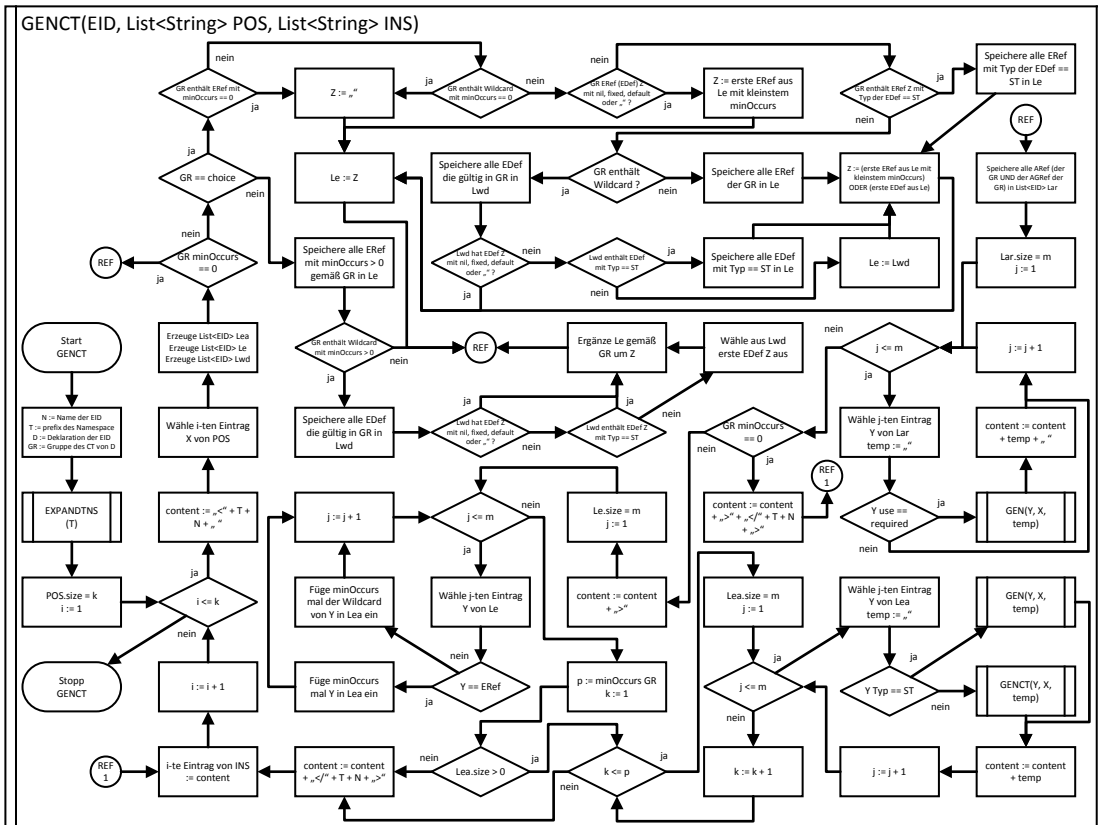 GENCT(EID, List<String> POS, List<String> INS)
nein
nein
nein
GR enthält ERef mit
minOccurs == 0
ja
Z := „“
ja
GR enthält Wildcard
mit minOccurs == 0
nein
GR ERef (EDef) Z
mit nil, fixed, default
oder „“ ?
ja
Z := erste ERef aus
Le mit kleinstem
minOccurs
GR enthält ERef Z mit
Typ der EDef == ST
ja
nein
Speichere alle ERef
mit Typ der EDef ==
ST in Le
REF
ja
GR == choice
nein
Le := Z
Speichere alle EDef
die gültig in GR in
Lwd
ja
GR enthält
Wildcard ?
nein
Speichere alle ERef
der GR in Le
Z := (erste ERef aus Le mit
kleinstem minOccurs)
ODER (erste EDef aus Le)
Speichere alle ARef (der
GR UND der AGRef der
GR) in List<EID> Lar
nein
REF
ja
GR minOccurs
== 0
Speichere alle ERef
mit minOccurs > 0
gemäß GR in Le
Lwd hat EDef Z
mit nil, fixed, default
oder „“ ?
nein
ja
Lwd enthält EDef
mit Typ == ST
ja
nein
Speichere alle EDef
mit Typ == ST in Le
Le := Lwd
Lar.size = m
j := 1
Start
GENCT
Erzeuge List<EID> Lea
Erzeuge List<EID> Le
Erzeuge List<EID> Lwd
GR enthält Wildcard
mit minOccurs > 0
nein
ja
REF
Ergänze Le gemäß
GR um Z
Wähle aus Lwd
erste EDef Z aus
nein
j <= m
ja
j := j + 1
N := Name der EID
T := prefix des Namespace
D := Deklaration der EID
GR := Gruppe des CT von D
Wähle i-ten Eintrag
X von POS
Speichere alle EDef
die gültig in GR in
Lwd
Lwd hat EDef Z
mit nil, fixed, default
oder „“ ?
ja
nein
Lwd enthält EDef Z
mit Typ == ST
ja
nein
GR minOccurs
== 0
nein
ja
Wähle j-ten Eintrag
Y von Lar
temp := „“
content := content
+ temp + „ “
REF
1
EXPANDTNS
(T)
content := „<“ + T +
N + „ “
j := j + 1
j <= m
nein
ja
Le.size = m
j := 1
content := content
+ „>“ + „</“ + T + N
+ „>“
Y use ==
required
ja
nein
GEN(Y, X,
temp)
ja
POS.size = k
i := 1
i <= k
nein
Füge minOccurs
mal der Wildcard
von Y in Lea ein
Wähle j-ten Eintrag
Y von Le
content := content
+ „>“
Lea.size = m
j := 1
Wähle j-ten Eintrag
Y von Lea
temp := „“
GEN(Y, X,
temp)
Stopp
GENCT
i := i + 1
Füge minOccurs
mal Y in Lea ein
nein
Y == ERef
ja
p := minOccurs GR
k := 1
j <= m
ja
nein
Y Typ == ST
ja
nein
GENCT(Y, X,
temp)
REF
1
i-te Eintrag von INS
:= content
content := content
+ „</“ + T + N + „>“
nein
Lea.size > 0
ja
k <= p
ja
nein
k := k + 1
j := j + 1
content := content
+ temp